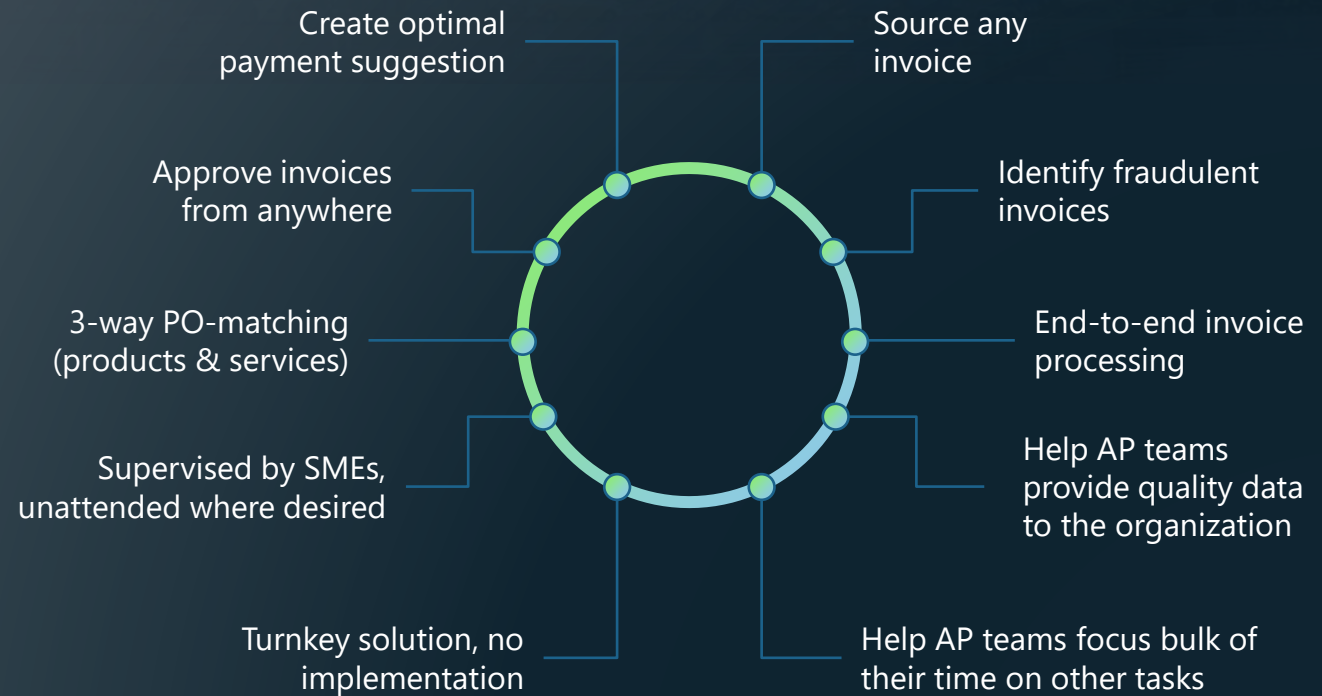 Create optimal
payment suggestion
Source any
invoice
Approve invoices
from anywhere
Identify fraudulent
invoices
3-way PO-matching
(products & services)
End-to-end invoice
processing
Supervised by SMEs,
unattended where desired
Help AP teams
provide quality data
to the organization
Turnkey solution, no
implementation
Help AP teams focus bulk of
their time on other tasks